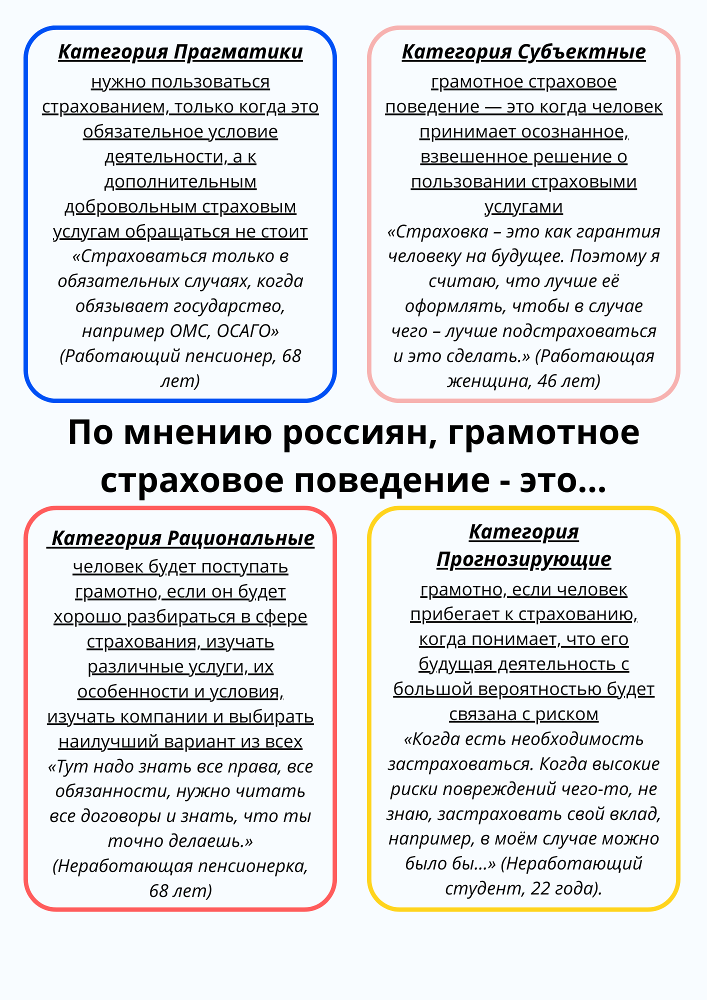 Категория Прагматики
нужно пользоваться
страхованием, только когда это
обязательное условие
деятельности, а к
дополнительным
добровольным страховым
услугам обращаться не стоит
«Страховаться только в
обязательных случаях, когда
обязывает государство,
например ОМС, ОСАГО»
(Работающий пенсионер, 68
лет)
Категория Субъектные
грамотное страховое
поведение — это когда человек
принимает осознанное,
взвешенное решение о
пользовании страховыми
услугами
«Страховка – это как гарантия
человеку на будущее. Поэтому я
считаю, что лучше её
оформлять, чтобы в случае
чего – лучше подстраховаться
и это сделать.» (Работающая
женщина, 46 лет)
По мнению россиян, грамотное
страховое поведение - это...
Категория Рациональные
человек будет поступать
грамотно, если он будет
хорошо разбираться в сфере
страхования, изучать
различные услуги, их
особенности и условия,
изучать компании и выбирать
наилучший вариант из всех
«Тут надо знать все права, все
обязанности, нужно читать
все договоры и знать, что ты
точно делаешь.»
(Неработающая пенсионерка,
68 лет)
Категория
Прогнозирующие
грамотно, если человек
прибегает к страхованию,
когда понимает, что его
будущая деятельность с
большой вероятностью будет
связана с риском
«Когда есть необходимость
застраховаться. Когда высокие
риски повреждений чего-то, не
знаю, застраховать свой вклад,
например, в моём случае можно
было бы...» (Неработающий
студент, 22 года).